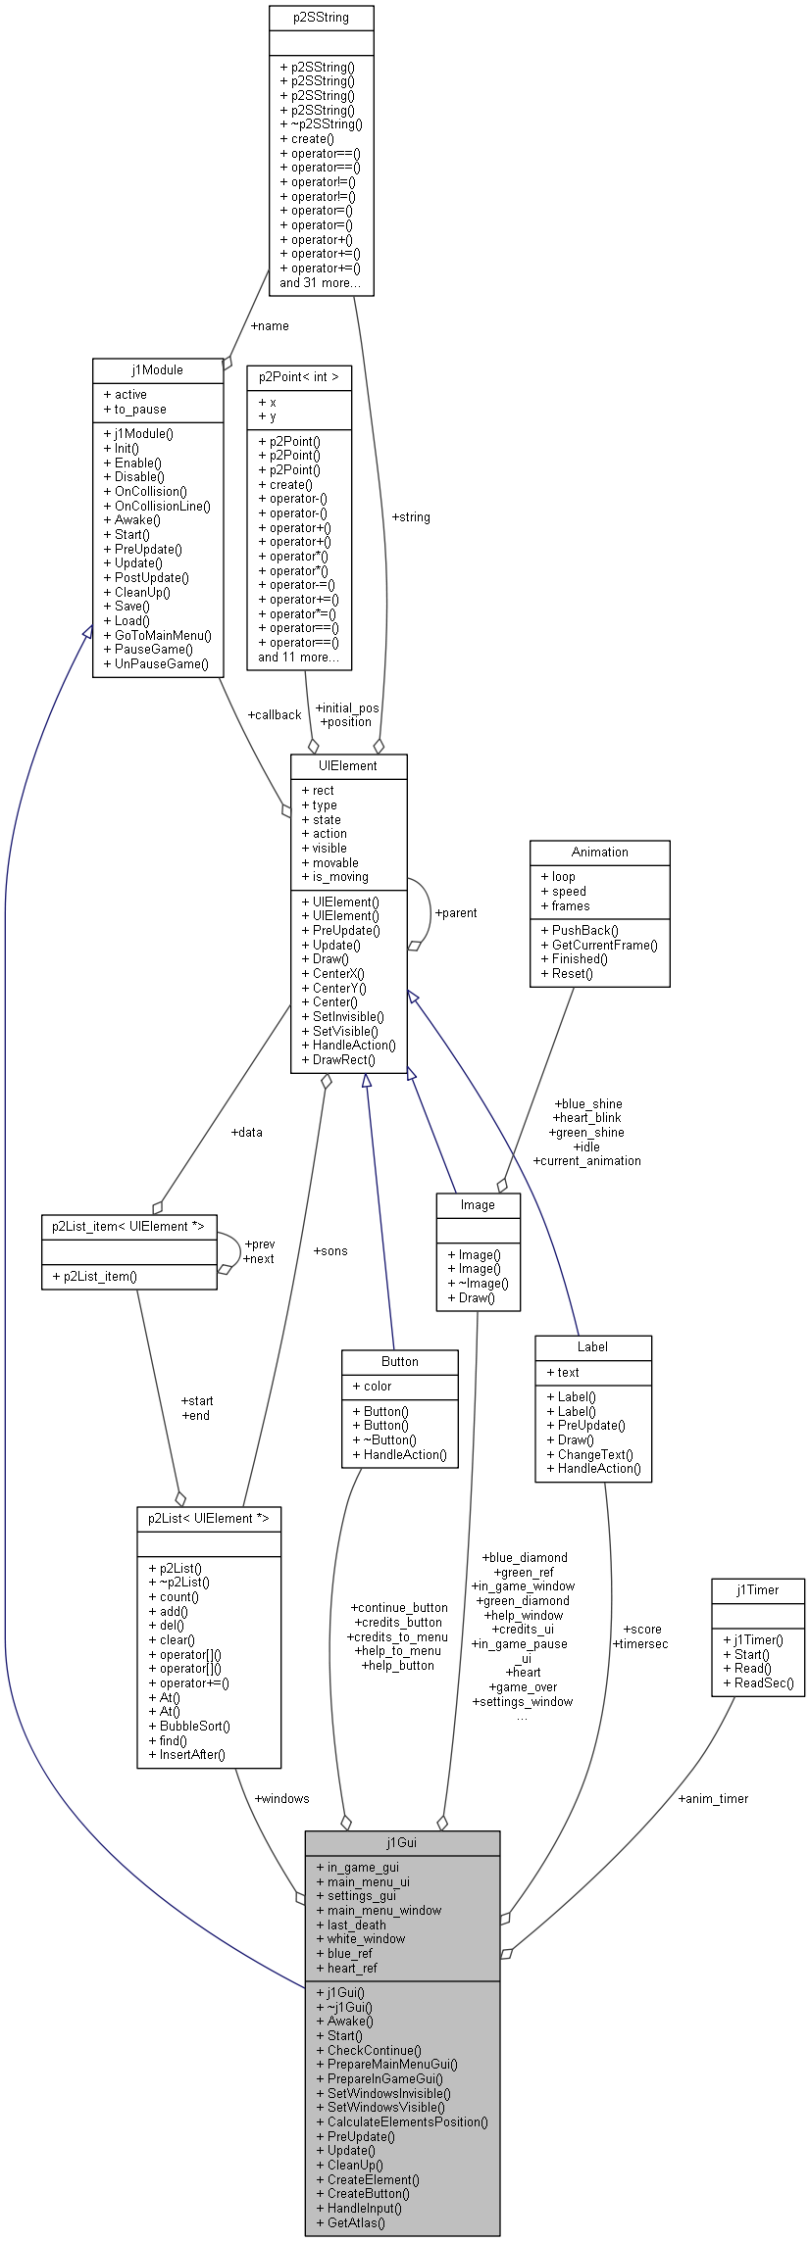 p2SString
+ p2SString()
+ p2SString()
+ p2SString()
+ p2SString()
+ ~p2SString()
+ create()
+ operator==()
+ operator==()
+ operator!=()
+ operator!=()
+ operator=()
+ operator=()
+ operator+()
+ operator+=()
+ operator+=()
and 31 more...
+name
j1Module
+ active
+ to_pause
+ j1Module()
+ Init()
+ Enable()
+ Disable()
+ OnCollision()
+ OnCollisionLine()
+ Awake()
+ Start()
+ PreUpdate()
+ Update()
+ PostUpdate()
+ CleanUp()
+ Save()
+ Load()
+ GoToMainMenu()
+ PauseGame()
+ UnPauseGame()
p2Point< int >
+ x
+ y
+ p2Point()
+ p2Point()
+ p2Point()
+ create()
+ operator-()
+ operator-()
+ operator+()
+ operator+()
+ operator*()
+ operator*()
+ operator-=()
+ operator+=()
+ operator*=()
+ operator==()
+ operator==()
and 11 more...
+string
+callback
+initial_pos
+position
UIElement
+ rect
+ type
+ state
+ action
+ visible
+ movable
+ is_moving
+ UIElement()
+ UIElement()
+ PreUpdate()
+ Update()
+ Draw()
+ CenterX()
+ CenterY()
+ Center()
+ SetInvisible()
+ SetVisible()
+ HandleAction()
+ DrawRect()
+parent
Animation
+ loop
+ speed
+ frames
+ PushBack()
+ GetCurrentFrame()
+ Finished()
+ Reset()
+data
+blue_shine
+heart_blink
+green_shine
+idle
+current_animation
p2List_item< UIElement *>
+ p2List_item()
+prev
+next
+sons
Image
+ Image()
+ Image()
+ ~Image()
+ Draw()
Button
+ color
+ Button()
+ Button()
+ ~Button()
+ HandleAction()
Label
+ text
+ Label()
+ Label()
+ PreUpdate()
+ Draw()
+ ChangeText()
+ HandleAction()
+start
+end
p2List< UIElement *>
+ p2List()
+ ~p2List()
+ count()
+ add()
+ del()
+ clear()
+ operator[]()
+ operator[]()
+ operator+=()
+ At()
+ At()
+ BubbleSort()
+ find()
+ InsertAfter()
+continue_button
+credits_button
+credits_to_menu
+help_to_menu
+help_button
+blue_diamond
+green_ref
+in_game_window
+green_diamond
+help_window
+credits_ui
+in_game_pause
_ui
+heart
+game_over
+settings_window
...
+score
+timersec
j1Timer
+ j1Timer()
+ Start()
+ Read()
+ ReadSec()
+windows
+anim_timer
j1Gui
+ in_game_gui
+ main_menu_ui
+ settings_gui
+ main_menu_window
+ last_death
+ white_window
+ blue_ref
+ heart_ref
+ j1Gui()
+ ~j1Gui()
+ Awake()
+ Start()
+ CheckContinue()
+ PrepareMainMenuGui()
+ PrepareInGameGui()
+ SetWindowsInvisible()
+ SetWindowsVisible()
+ CalculateElementsPosition()
+ PreUpdate()
+ Update()
+ CleanUp()
+ CreateElement()
+ CreateButton()
+ HandleInput()
+ GetAtlas()